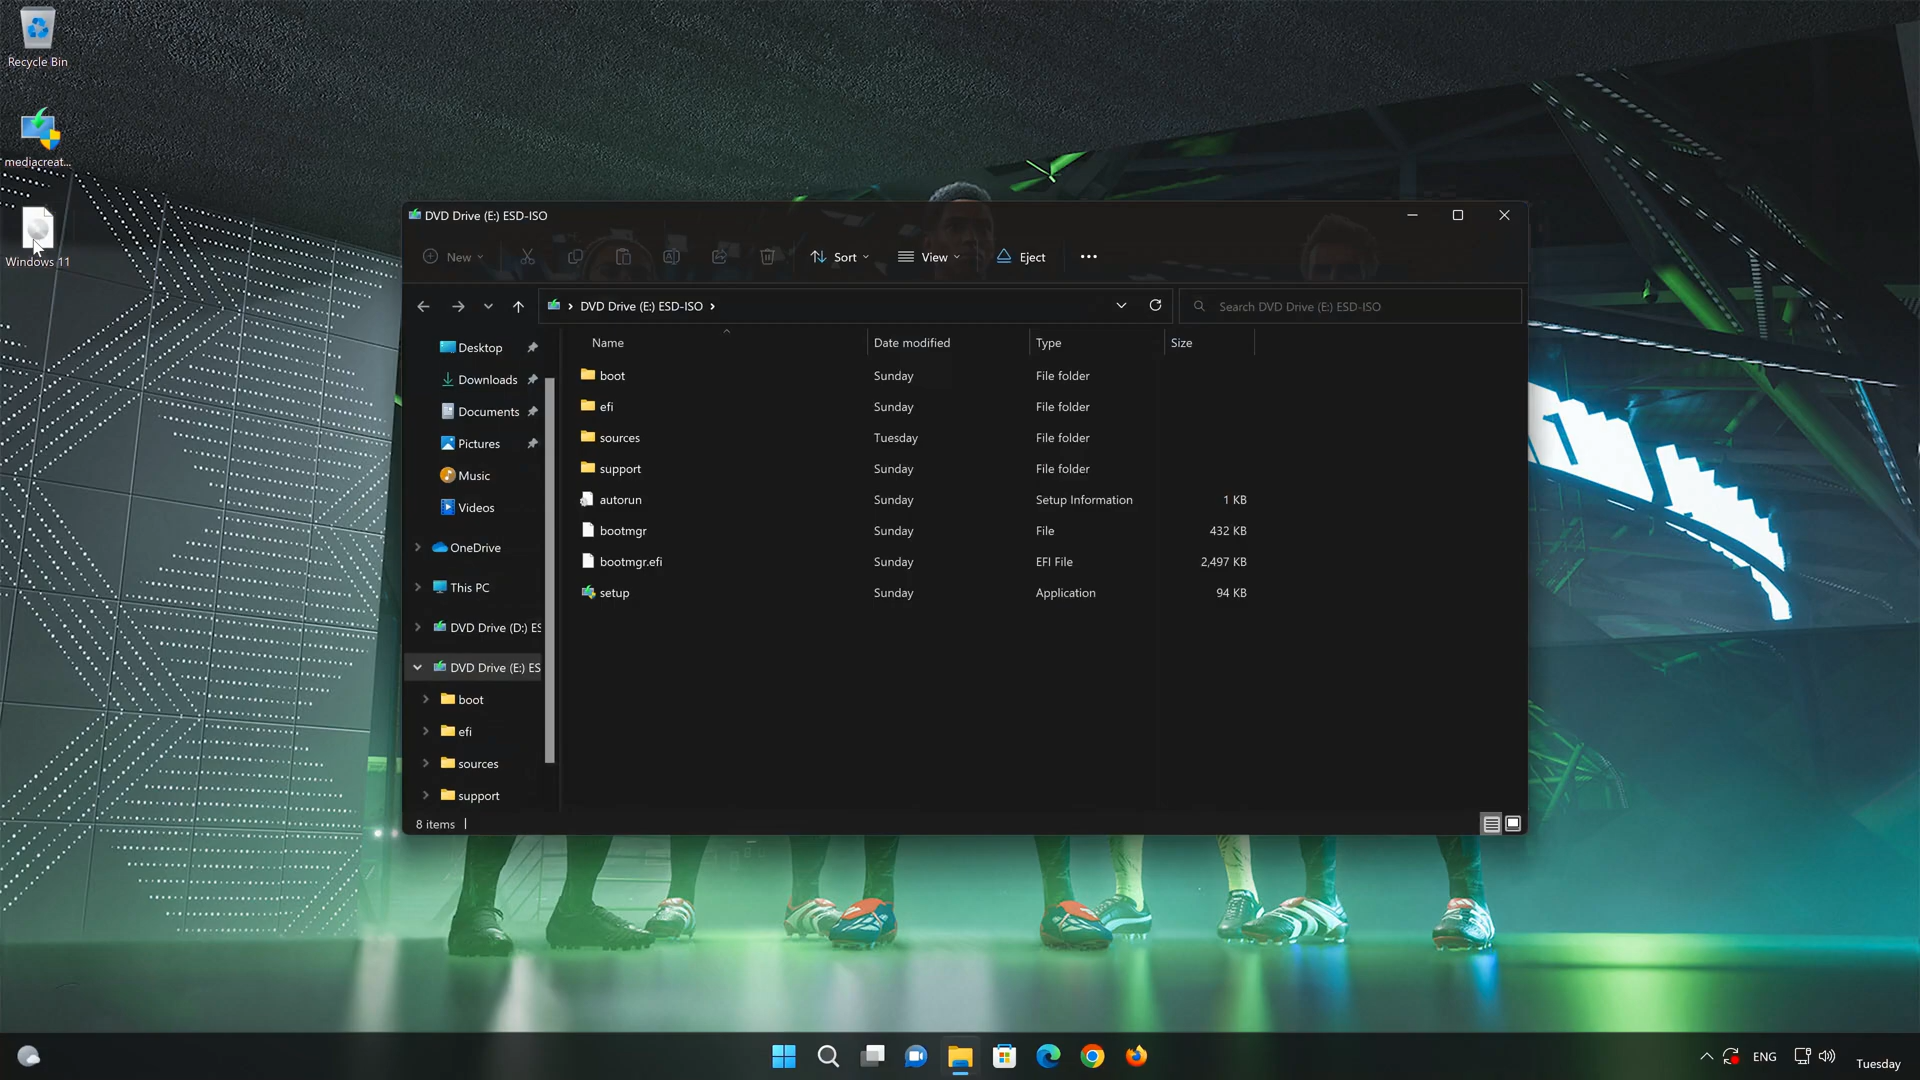 Recycle Bin
mediacreat...
Windows 11
DVD Drive (E:) ESD-ISO
New
Sort
View
Eject
DVD Drive (E:) ESD-ISO
Search DVD Drive (E:) ESD-ISO
Desktop
Downloads
Documents
Pictures
Music
Videos
OneDrive
This PC
DVD Drive (D:) ES
DVD Drive (E:) ES
boot
efi
sources
support
Name Date modified Type Size
boot Sunday File folder
efi Sunday File folder
sources Tuesday File folder
support Sunday File folder
autorun Sunday Setup Information 1 KB
bootmgr Sunday File 432 KB
bootmgr.efi Sunday EFI File 2,497 KB
setup Sunday Application 94 KB
8 items
ENG
Tuesday